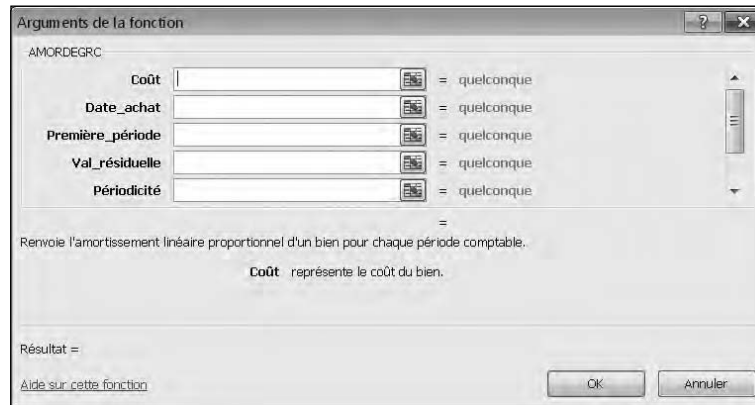 Arguments de la fonction
AMORDEGRC
Coût = quelconque
Date_achat = quelconque
Première_période = quelconque
Val_résiduelle = quelconque
Périodicité = quelconque
=
Renvoie l'amortissement linéaire proportionnel d'un bien pour chaque période comptable.
Coût représente le coût du bien.
Résultat =
Aide sur cette fonction
OK Annuler